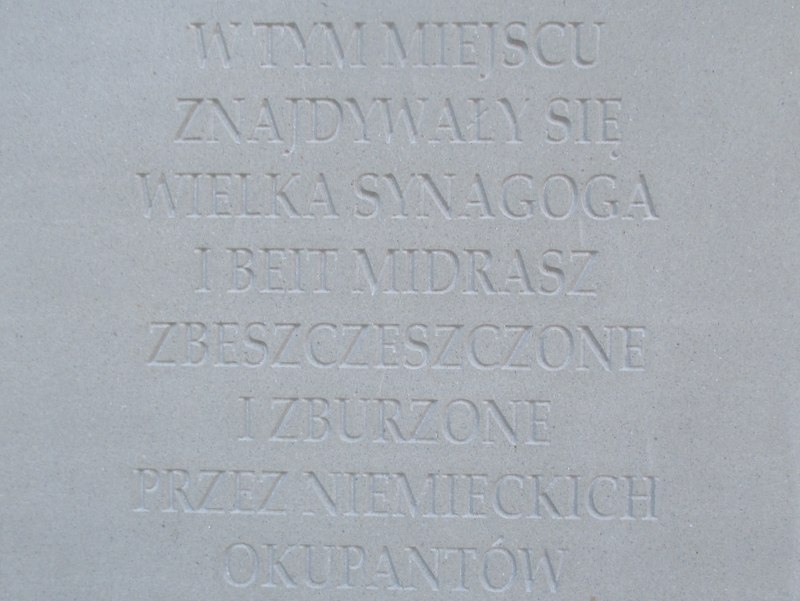 W TYM MIEJSCU
ZNAJDYWAŁY SIĘ
WIELKA SYNAGOGA
I BEIT MIDRASZ
ZBESZCZESZCZONE
I ZBURZONE
PRZEZ NIEMIECKICH
OKUPANTÓW